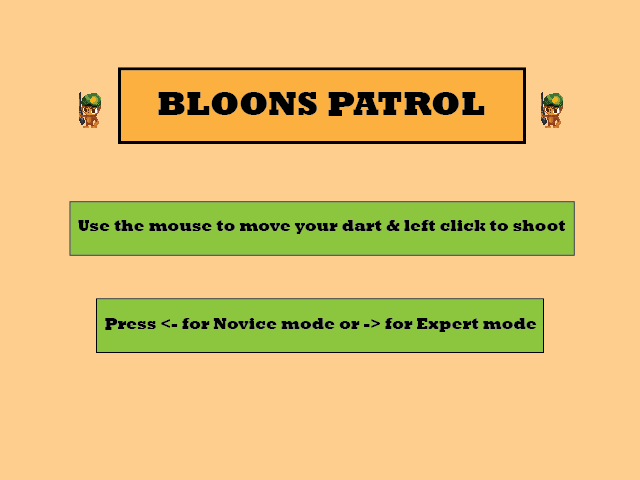 BLOONS PATROL
Use the mouse to move your dart & left click to shoot
Press <- for Novice mode or -> for Expert mode